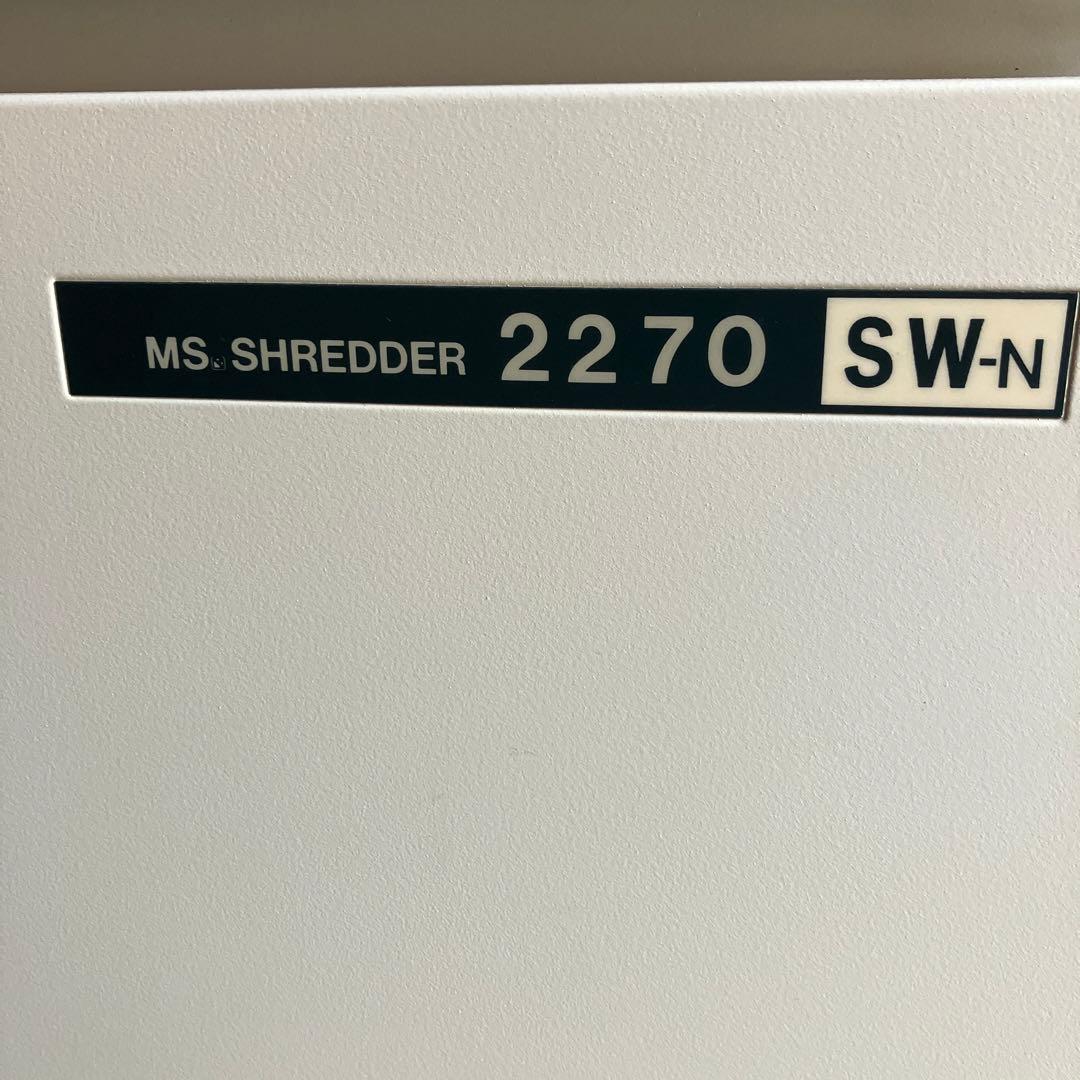 MS. SHREDDER 2270 SW-N